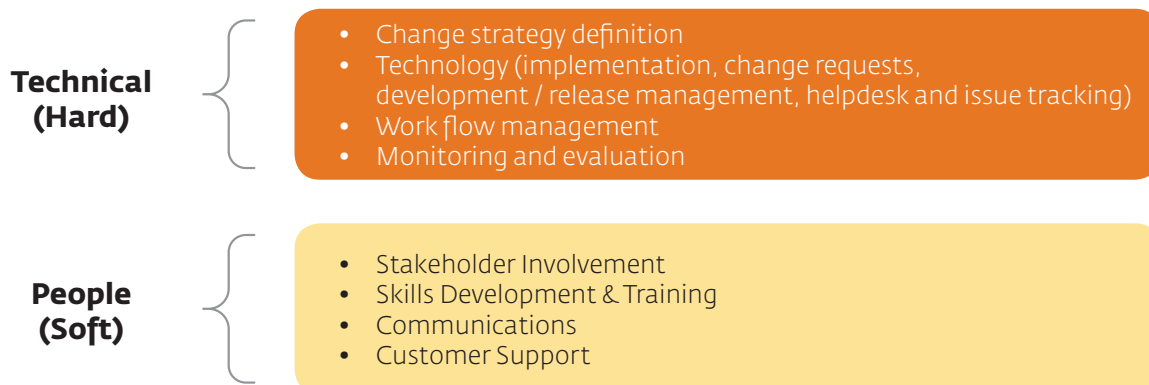 Technical
(Hard)
• Change strategy definition
• Technology (implementation, change requests,
development / release management, helpdesk and issue tracking)
• Work flow management
• Monitoring and evaluation
People
(Soft)
• Stakeholder Involvement
• Skills Development & Training
• Communications
• Customer Support